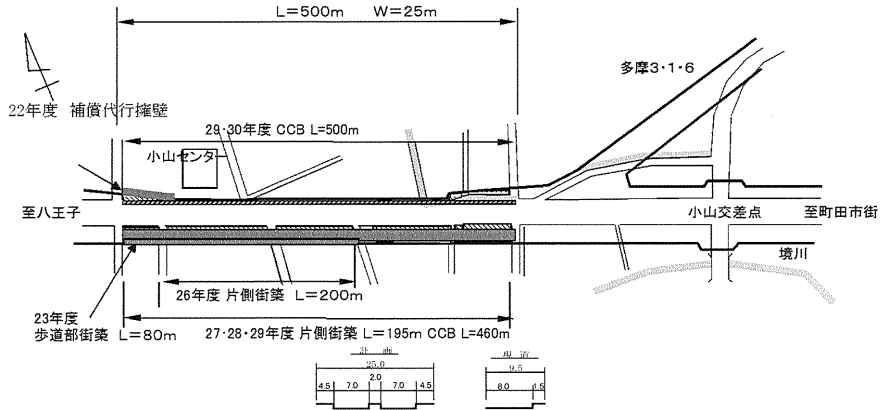 L=500m W=25m
多摩3・1・6
22年度 補償代行擁壁
29・30年度 CCB L=500m
小山センター
至八王子
小山交差点
至町田市街
境川
26年度 片側街築 L=200m
23年度
歩道部街築 L=80m
27・28・29年度 片側街築 L=195m CCB L=460m
計画
25.0
4.5 7.0 2.0 7.0 4.5
現況
9.5
8.0 1.5